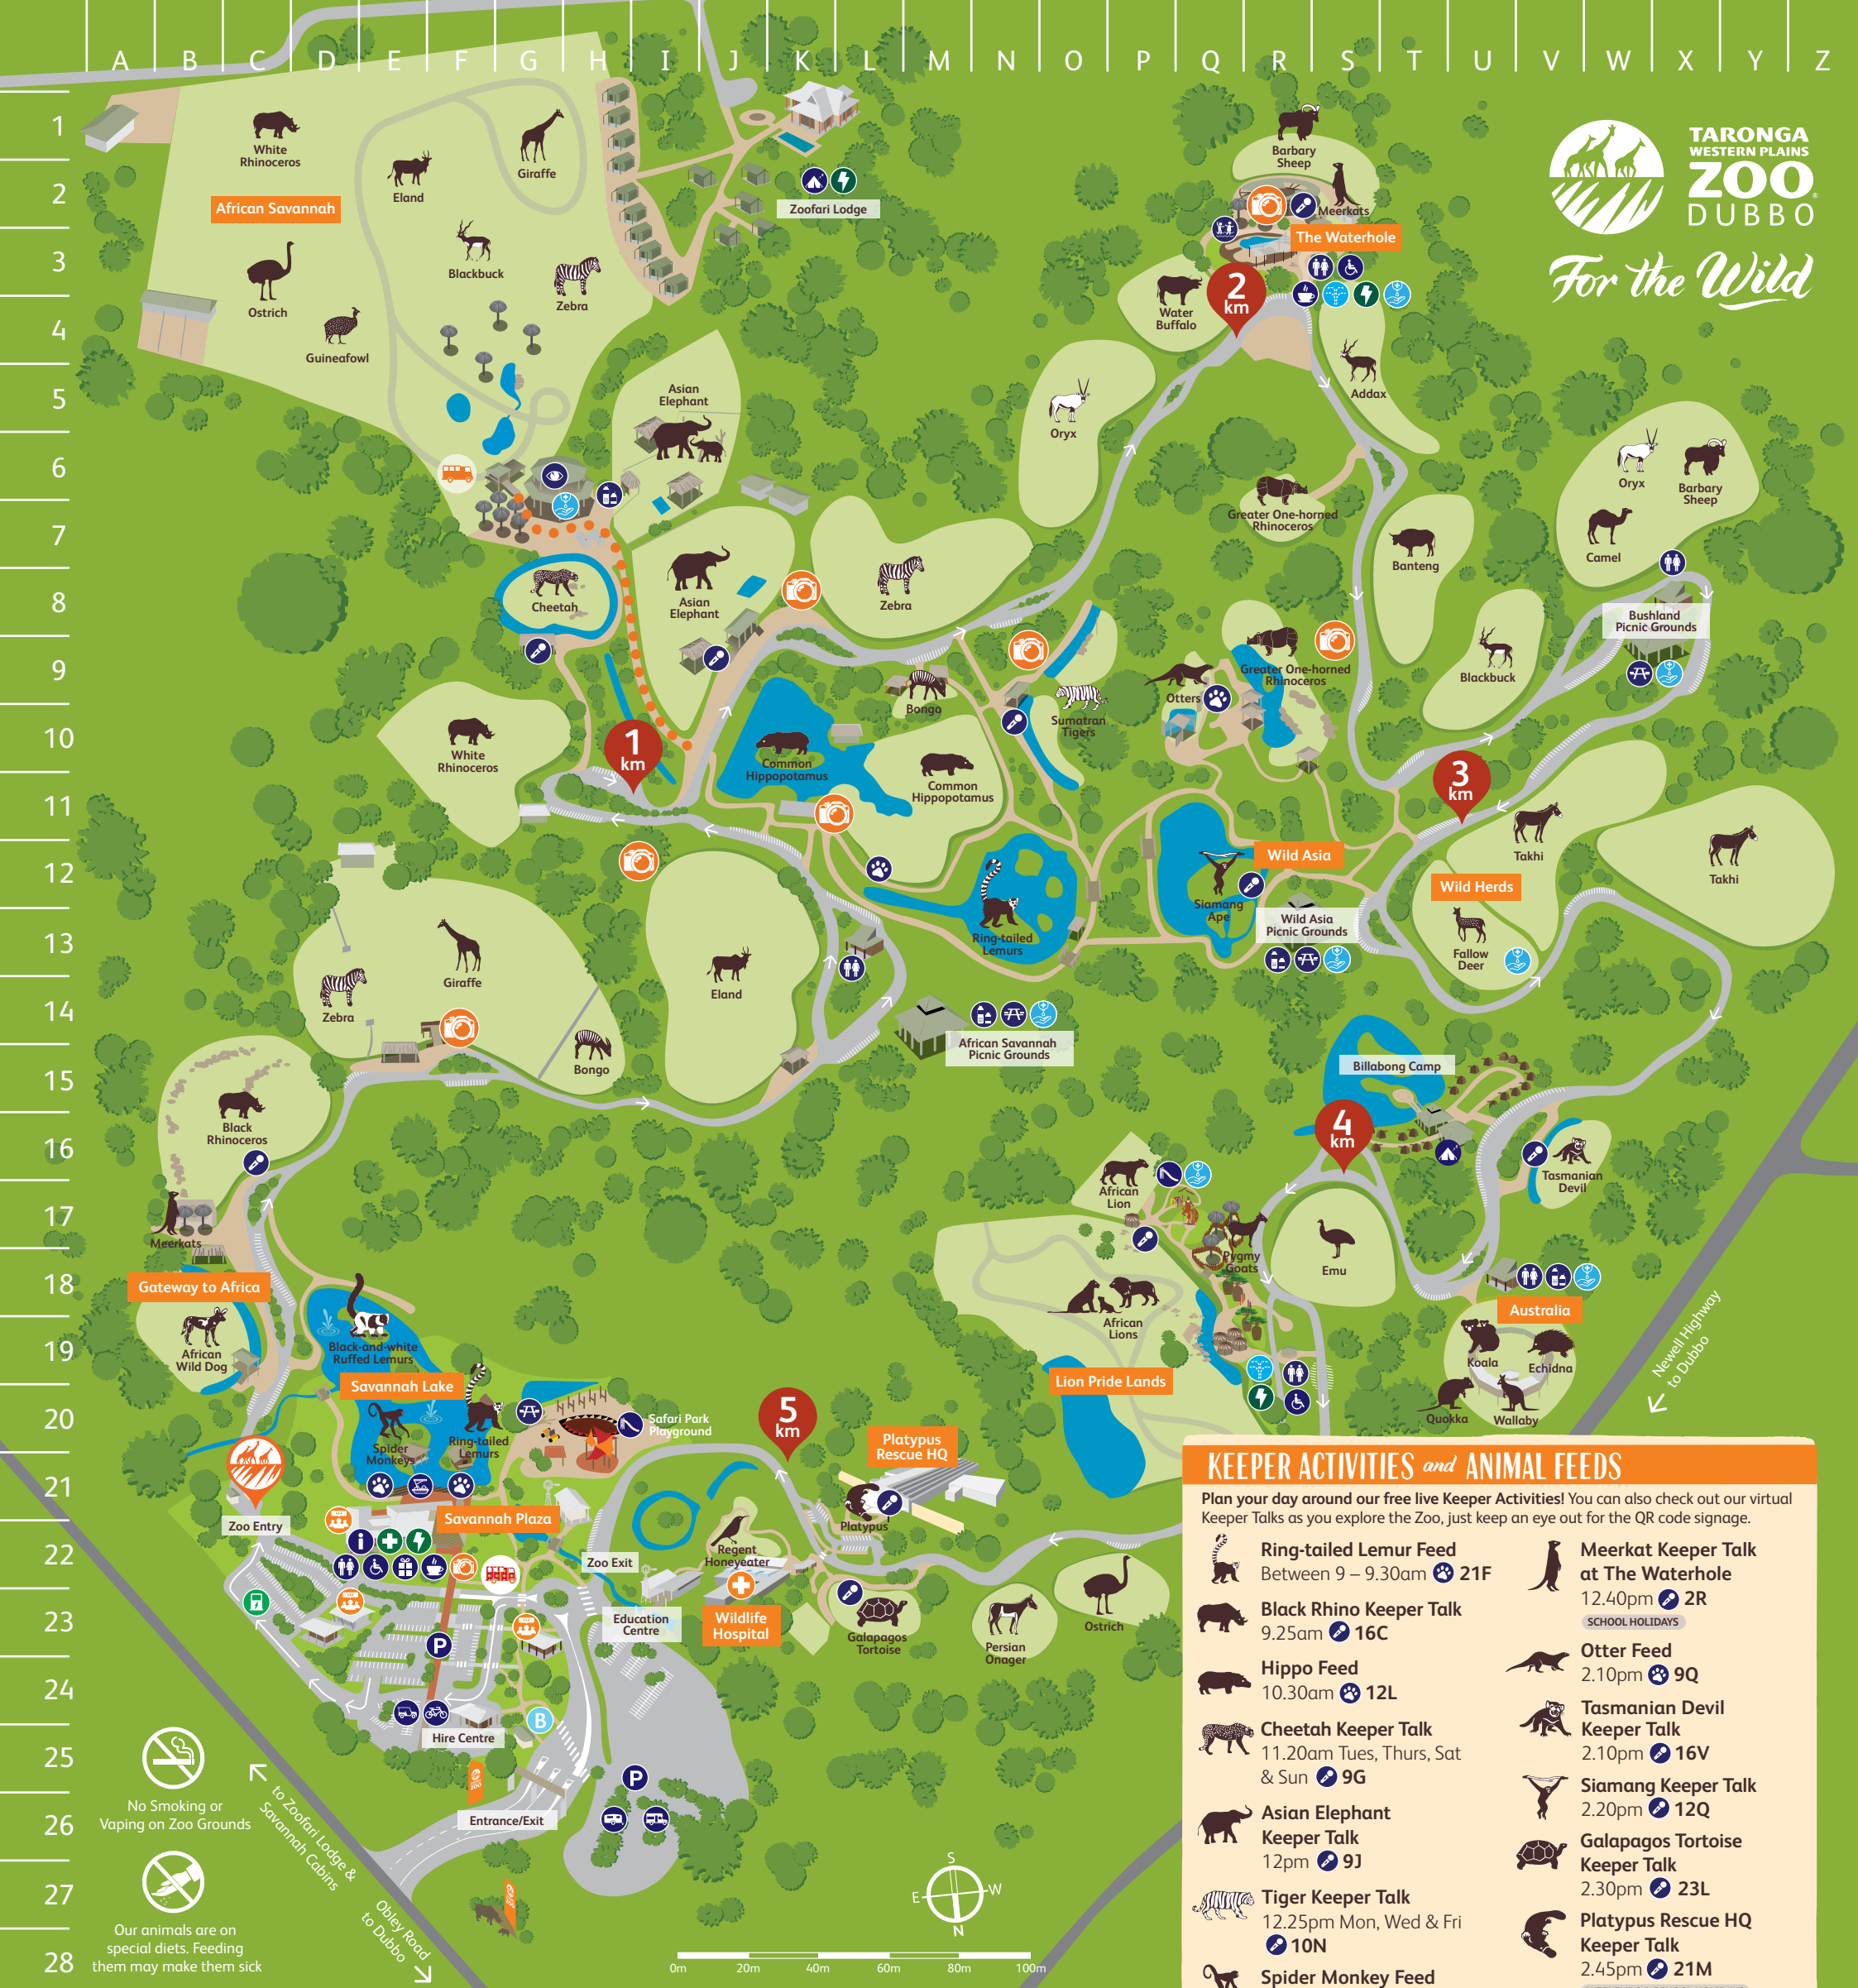 A B C D E F G H I J K L M N O P Q R S T U V W X Y Z
1
2
3
4
5
6
7
8
9
10
11
12
13
14
15
16
17
18
19
20
21
22
23
24
25
26
27
28
TARONGA
WESTERN PLAINS
ZOO
DUBBO
For the Wild
White
Rhinoceros
Eland
Giraffe
African Savannah
Blackbuck
Ostrich
Zebra
Guineafowl
Zoofari Lodge
Barbary
Sheep
Meerkats
The Waterhole
2
km
Water
Buffalo
Addax
Oryx
Asian
Elephant
Oryx
Barbary
Sheep
Camel
Greater One-horned
Rhinoceros
Banteng
Cheetah
Asian
Elephant
Zebra
Bushland
Picnic Grounds
Blackbuck
Greater One-horned
Rhinoceros
Otters
Bongo
Sumatran
Tigers
White
Rhinoceros
1
km
Common
Hippopotamus
Common
Hippopotamus
3
km
Takhi
Takhi
Wild Asia
Wild Herds
Siamang
Ape
Wild Asia
Picnic Grounds
Ring-tailed
Lemurs
Fallow
Deer
Giraffe
Zebra
Eland
Bongo
African Savannah
Picnic Grounds
Billabong Camp
Black
Rhinoceros
4
km
Tasmanian
Devil
African
Lion
Meerkats
Pygmy
Goats
Emu
Gateway to Africa
African
Wild Dog
Black-and-white
Ruffed Lemurs
African
Lions
Australia
Koala
Echidna
Quokka
Wallaby
Newell Highway
to Dubbo
Savannah Lake
Lion Pride Lands
Spider
Monkeys
Ring-tailed
Lemurs
Safari Park
Playground
5
km
Platypus
Rescue HQ
Platypus
Zoo Entry
Savannah Plaza
Zoo Exit
Regent
Honeyeater
Education
Centre
Wildlife
Hospital
Galapagos
Tortoise
Persian
Onager
Ostrich
P
B
Hire Centre
P
Entrance/Exit
No Smoking or
Vaping on Zoo Grounds
to Zoofari Lodge &
Savannah Cabins
Our animals are on
special diets. Feeding
them may make them sick
Obley Road
to Dubbo
S
E W
N
0m 20m 40m 60m 80m 100m
KEEPER ACTIVITIES and ANIMAL FEEDS
Plan your day around our free live Keeper Activities! You can also check out our virtual
Keeper Talks as you explore the Zoo, just keep an eye out for the QR code signage.
Ring-tailed Lemur Feed
Between 9 – 9.30am 21F
Black Rhino Keeper Talk
9.25am 16C
Hippo Feed
10.30am 12L
Cheetah Keeper Talk
11.20am Tues, Thurs, Sat
& Sun 9G
Asian Elephant
Keeper Talk
12pm 9J
Tiger Keeper Talk
12.25pm Mon, Wed & Fri
10N
Spider Monkey Feed
Meerkat Keeper Talk
at The Waterhole
12.40pm 2R
SCHOOL HOLIDAYS
Otter Feed
2.10pm 9Q
Tasmanian Devil
Keeper Talk
2.10pm 16V
Siamang Keeper Talk
2.20pm 12Q
Galapagos Tortoise
Keeper Talk
2.30pm 23L
Platypus Rescue HQ
Keeper Talk
2.45pm 21M